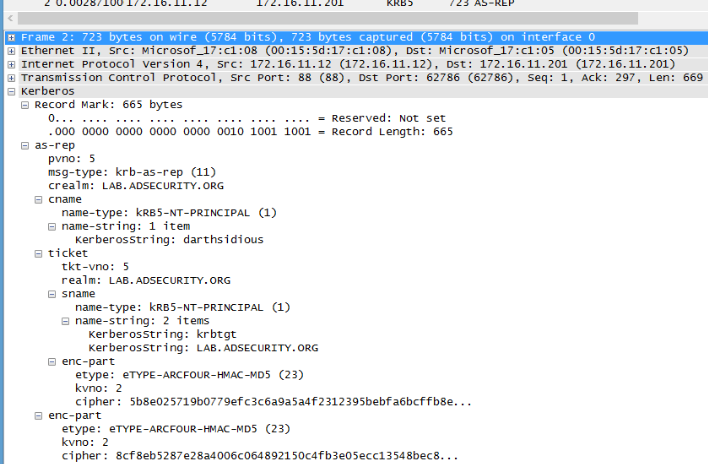 2 0.00287100 172.16.11.12 172.16.11.201 KRB5 723 AS-REP
Frame 2: 723 bytes on wire (5784 bits), 723 bytes captured (5784 bits) on interface 0
Ethernet II, Src: Microsof_17:c1:08 (00:15:5d:17:c1:08), Dst: Microsof_17:c1:05 (00:15:5d:17:c1:05)
Internet Protocol Version 4, Src: 172.16.11.12 (172.16.11.12), Dst: 172.16.11.201 (172.16.11.201)
Transmission Control Protocol, Src Port: 88 (88), Dst Port: 62786 (62786), Seq: 1, Ack: 297, Len: 669
Kerberos
Record Mark: 665 bytes
0... .... .... .... .... .... .... .... = Reserved: Not set
.000 0000 0000 0000 0000 0010 1001 1001 = Record Length: 665
as-rep
pvno: 5
msg-type: krb-as-rep (11)
crealm: LAB.ADSECURITY.ORG
cname
name-type: kRB5-NT-PRINCIPAL (1)
name-string: 1 item
KerberosString: darthsidious
ticket
tkt-vno: 5
realm: LAB.ADSECURITY.ORG
sname
name-type: kRB5-NT-PRINCIPAL (1)
name-string: 2 items
KerberosString: krbtgt
KerberosString: LAB.ADSECURITY.ORG
enc-part
etype: eTYPE-ARCFOUR-HMAC-MD5 (23)
kvno: 2
cipher: 5b8e025719b0779efc3c6a9a5a4f2312395bebfa6bcffb8e...
enc-part
etype: eTYPE-ARCFOUR-HMAC-MD5 (23)
kvno: 2
cipher: 8cf8eb5287e28a4006c064892150c4fb3e05ecc13548bec8...